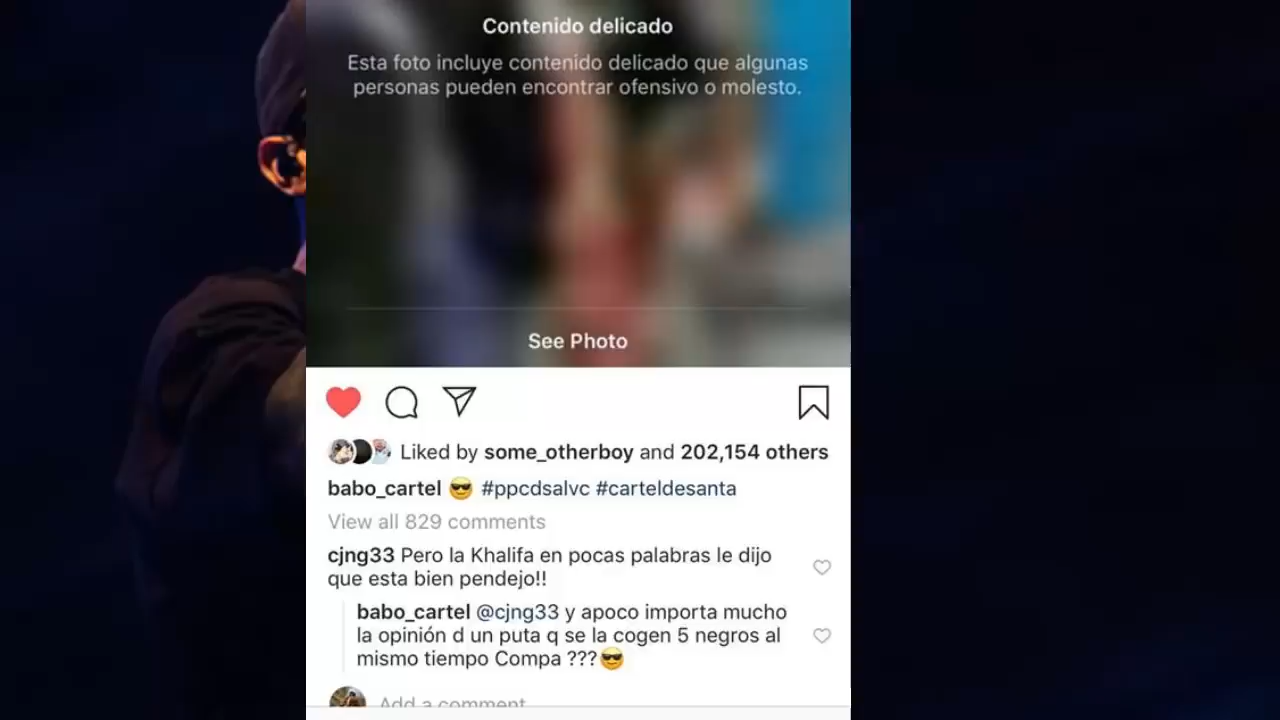 Contenido delicado
Esta foto incluye contenido delicado que algunas
personas pueden encontrar ofensivo o molesto.
See Photo
Liked by some_otherboy and 202,154 others
babo_cartel 😎 #ppcdsalvc #carteldesanta
View all 829 comments
cjng33 Pero la Khalifa en pocas palabras le dijo
que esta bien pendejo!!
babo_cartel @cjng33 y apoco importa mucho
la opinión d un puta q se la cogen 5 negros al
mismo tiempo Compa ???😎
Add a comment